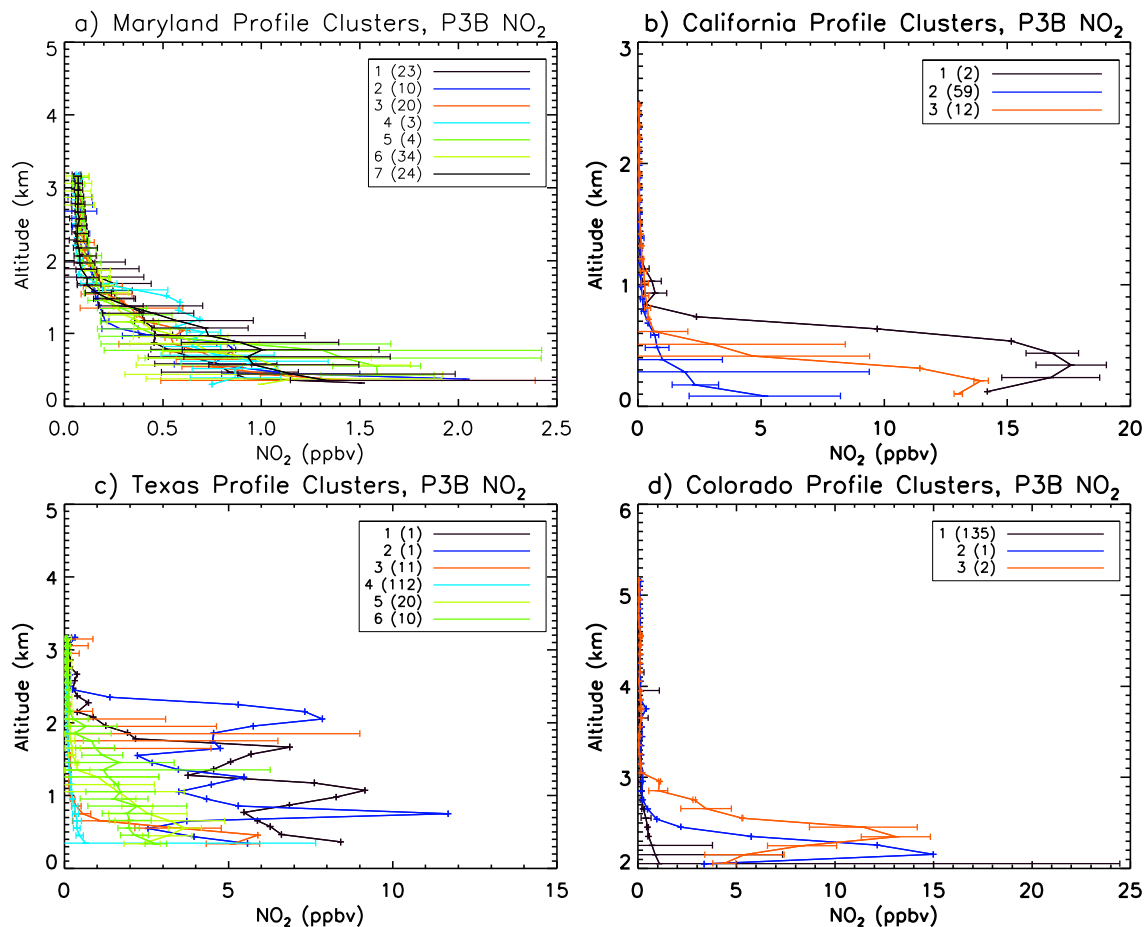 a) Maryland Profile Clusters, P3B NO₂
1 (23)
2 (10)
3 (20)
4 (3)
5 (4)
6 (34)
7 (24)
Altitude (km)
5
4
3
2
1
0
0.0 0.5 1.0 1.5 2.0 2.5
NO₂ (ppbv)
b) California Profile Clusters, P3B NO₂
1 (2)
2 (59)
3 (12)
Altitude (km)
3
2
1
0
0 5 10 15 20
NO₂ (ppbv)
c) Texas Profile Clusters, P3B NO₂
1 (1)
2 (1)
3 (11)
4 (112)
5 (20)
6 (10)
Altitude (km)
5
4
3
2
1
0
0 5 10 15
NO₂ (ppbv)
d) Colorado Profile Clusters, P3B NO₂
1 (135)
2 (1)
3 (2)
Altitude (km)
6
5
4
3
2
0 5 10 15 20 25
NO₂ (ppbv)